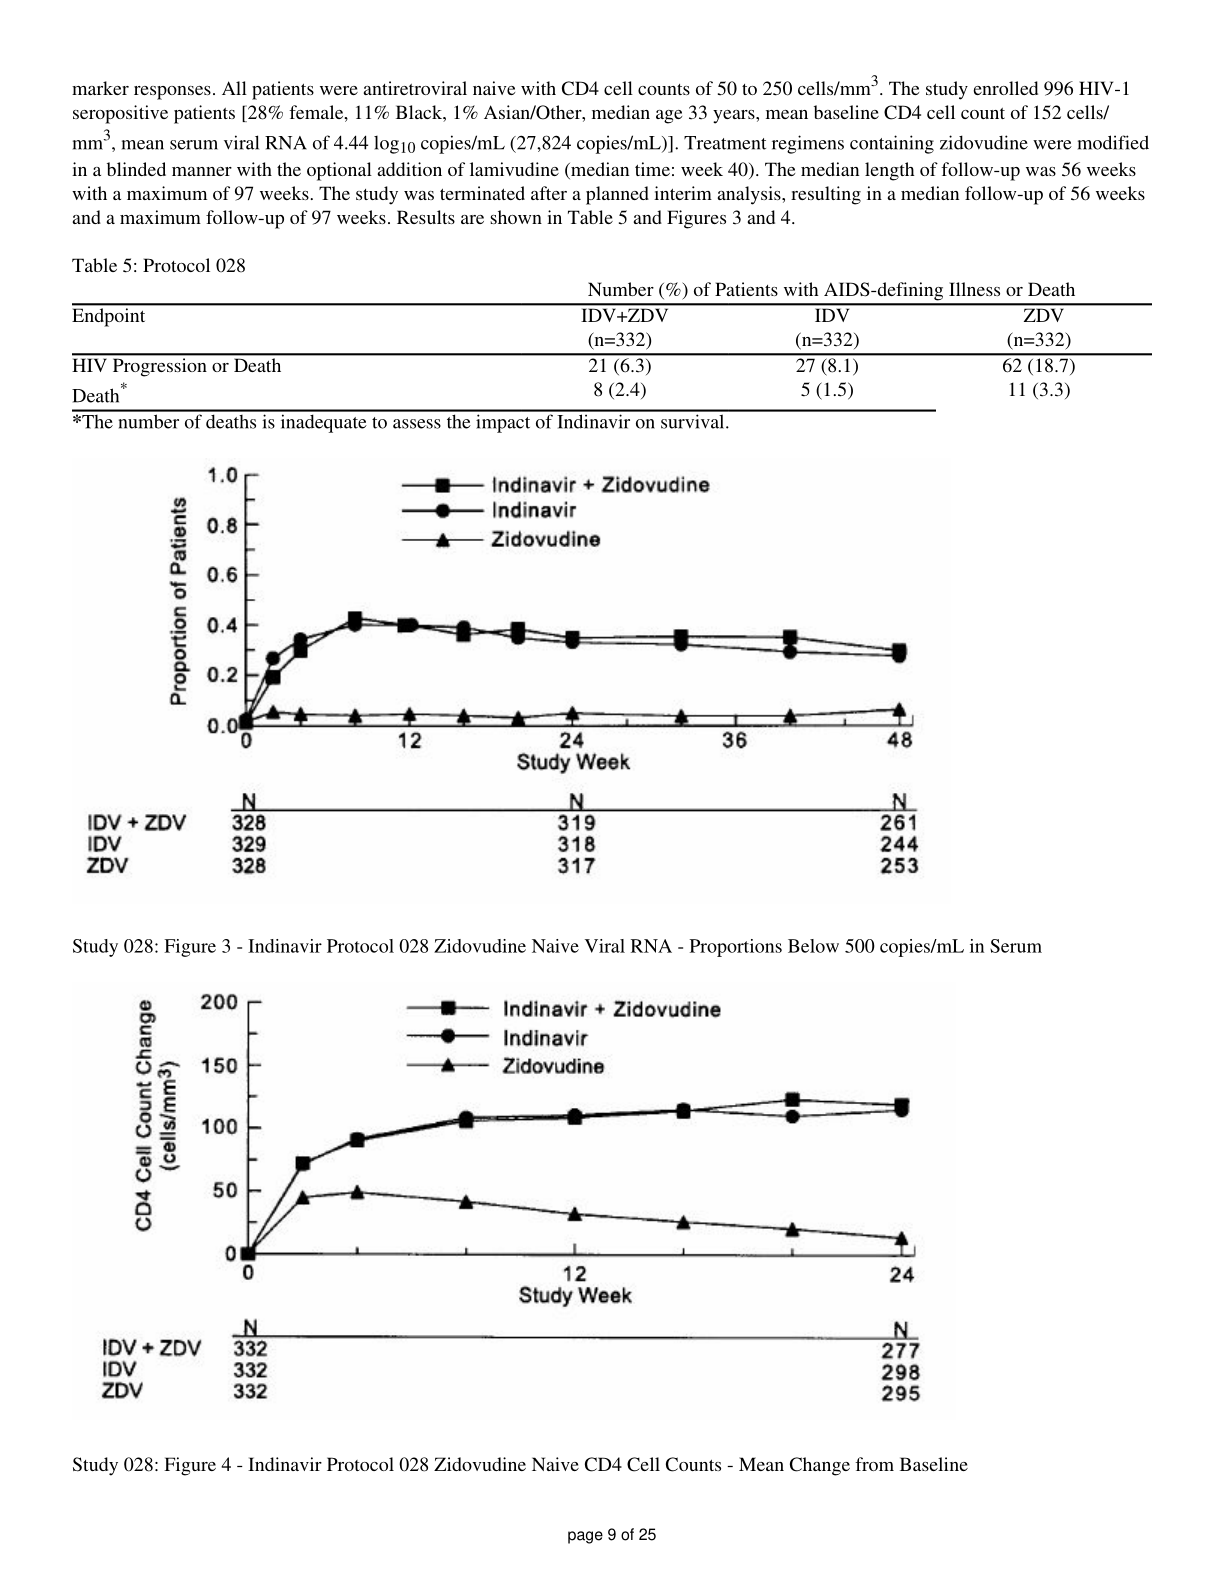 marker responses. All patients were antiretroviral naive with CD4 cell counts of 50 to 250 cells/mm3. The study enrolled 996 HIV-1
seropositive patients [28% female, 11% Black, 1% Asian/Other, median age 33 years, mean baseline CD4 cell count of 152 cells/
mm3, mean serum viral RNA of 4.44 log10 copies/mL (27,824 copies/mL)]. Treatment regimens containing zidovudine were modified
in a blinded manner with the optional addition of lamivudine (median time: week 40). The median length of follow-up was 56 weeks
with a maximum of 97 weeks. The study was terminated after a planned interim analysis, resulting in a median follow-up of 56 weeks
and a maximum follow-up of 97 weeks. Results are shown in Table 5 and Figures 3 and 4.
Table 5: Protocol 028
Number (%) of Patients with AIDS-defining Illness or Death
Endpoint IDV+ZDV IDV ZDV
(n=332) (n=332) (n=332)
HIV Progression or Death 21 (6.3) 27 (8.1) 62 (18.7)
Death* 8 (2.4) 5 (1.5) 11 (3.3)
*The number of deaths is inadequate to assess the impact of Indinavir on survival.
Proportion of Patients
1.0
0.8
0.6
0.4
0.2
0.0
Indinavir + Zidovudine
Indinavir
Zidovudine
0 12 24 36 48
Study Week
N N N
IDV + ZDV 328 319 261
IDV 329 318 244
ZDV 328 317 253
Study 028: Figure 3 - Indinavir Protocol 028 Zidovudine Naive Viral RNA - Proportions Below 500 copies/mL in Serum
CD4 Cell Count Change
(cells/mm3)
200
150
100
50
0
Indinavir + Zidovudine
Indinavir
Zidovudine
0 12 24
Study Week
N N
IDV + ZDV 332 277
IDV 332 298
ZDV 332 295
Study 028: Figure 4 - Indinavir Protocol 028 Zidovudine Naive CD4 Cell Counts - Mean Change from Baseline
page 9 of 25